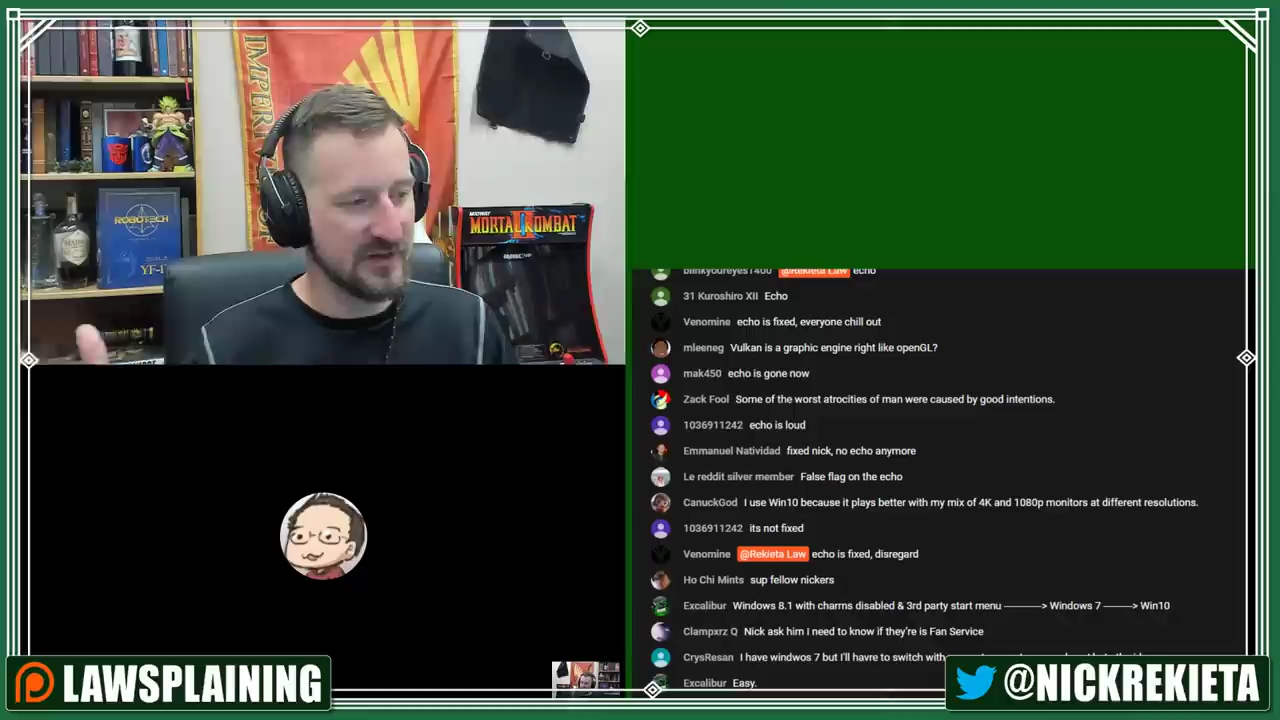 IMPERI
ROBOTECH
YF-1
MIDWAY
MORTAL KOMBAT
II
blinkyoureyes1400 @Rekieta Law echo
31 Kuroshiro XII Echo
Venomine echo is fixed, everyone chill out
mleeneg Vulkan is a graphic engine right like openGL?
mak450 echo is gone now
Zack Fool Some of the worst atrocities of man were caused by good intentions.
1036911242 echo is loud
Emmanuel Natividad fixed nick, no echo anymore
Le reddit silver member False flag on the echo
CanuckGod I use Win10 because it plays better with my mix of 4K and 1080p monitors at different resolutions.
1036911242 its not fixed
Venomine @Rekieta Law echo is fixed, disregard
Ho Chi Mints sup fellow nickers
Excalibur Windows 8.1 with charms disabled & 3rd party start menu ———> Windows 7 ———> Win10
Clampxrz Q Nick ask him I need to know if they're is Fan Service
CrysResan I have windwos 7 but I'll havre to switch with
Excalibur Easy.
LAWSPLAINING
@NICKREKIETA